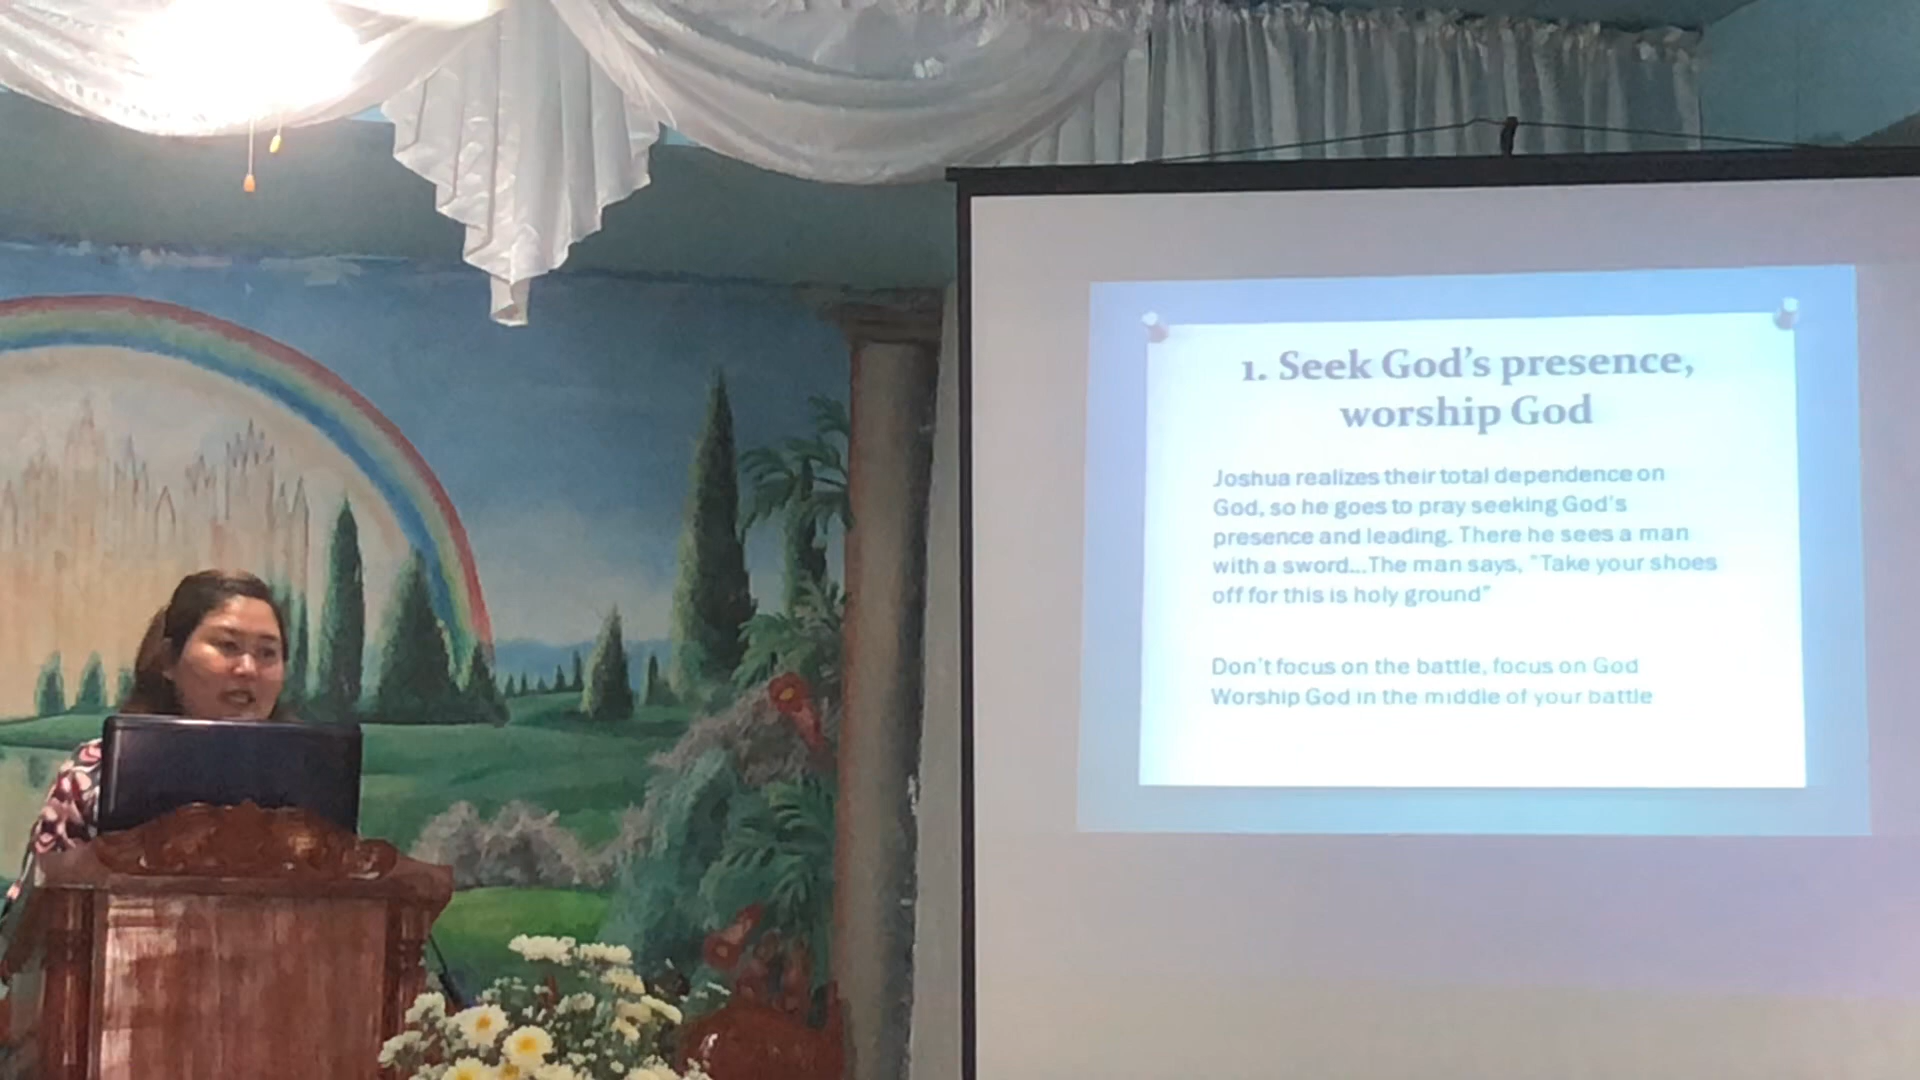 1. Seek God's presence,
worship God
Joshua realizes their total dependence on
God, so he goes to pray seeking God's
presence and leading. There he sees a man
with a sword...The man says, "Take your shoes
off for this is holy ground"
Don't focus on the battle, focus on God
Worship God in the middle of your battle